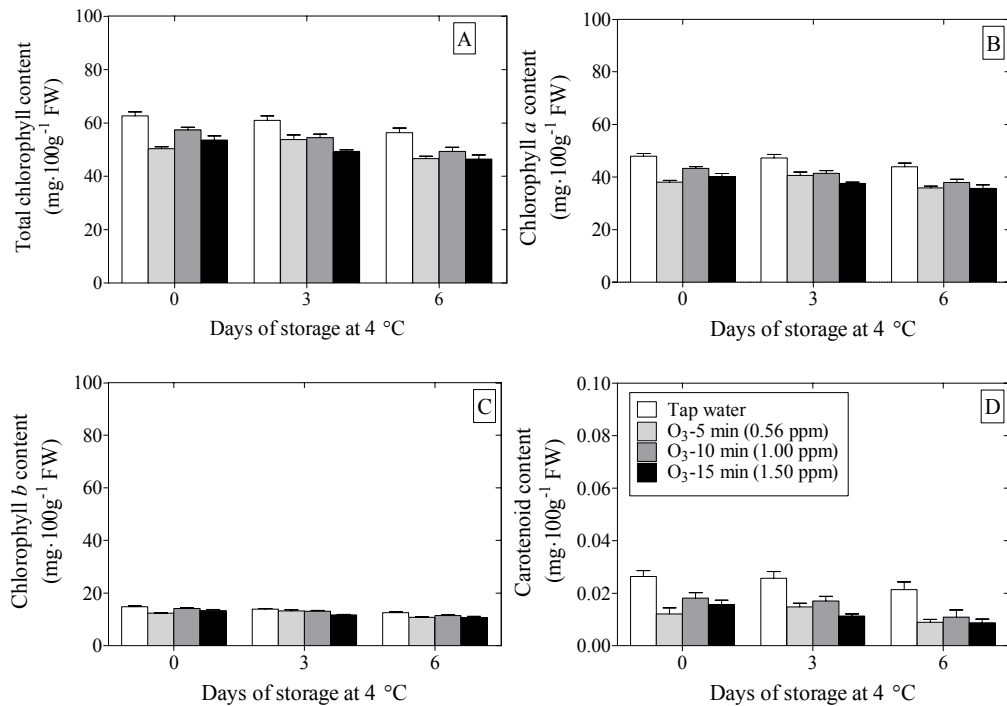 A
Total chlorophyll content
(mg·100g⁻¹ FW)
100
80
60
40
20
0
0 3 6
Days of storage at 4 °C
B
Chlorophyll a content
(mg·100g⁻¹ FW)
100
80
60
40
20
0
0 3 6
Days of storage at 4 °C
C
Chlorophyll b content
(mg·100g⁻¹ FW)
100
80
60
40
20
0
0 3 6
Days of storage at 4 °C
D
Carotenoid content
(mg·100g⁻¹ FW)
0.10
0.08
0.06
0.04
0.02
0.00
Tap water
O₃-5 min (0.56 ppm)
O₃-10 min (1.00 ppm)
O₃-15 min (1.50 ppm)
0 3 6
Days of storage at 4 °C